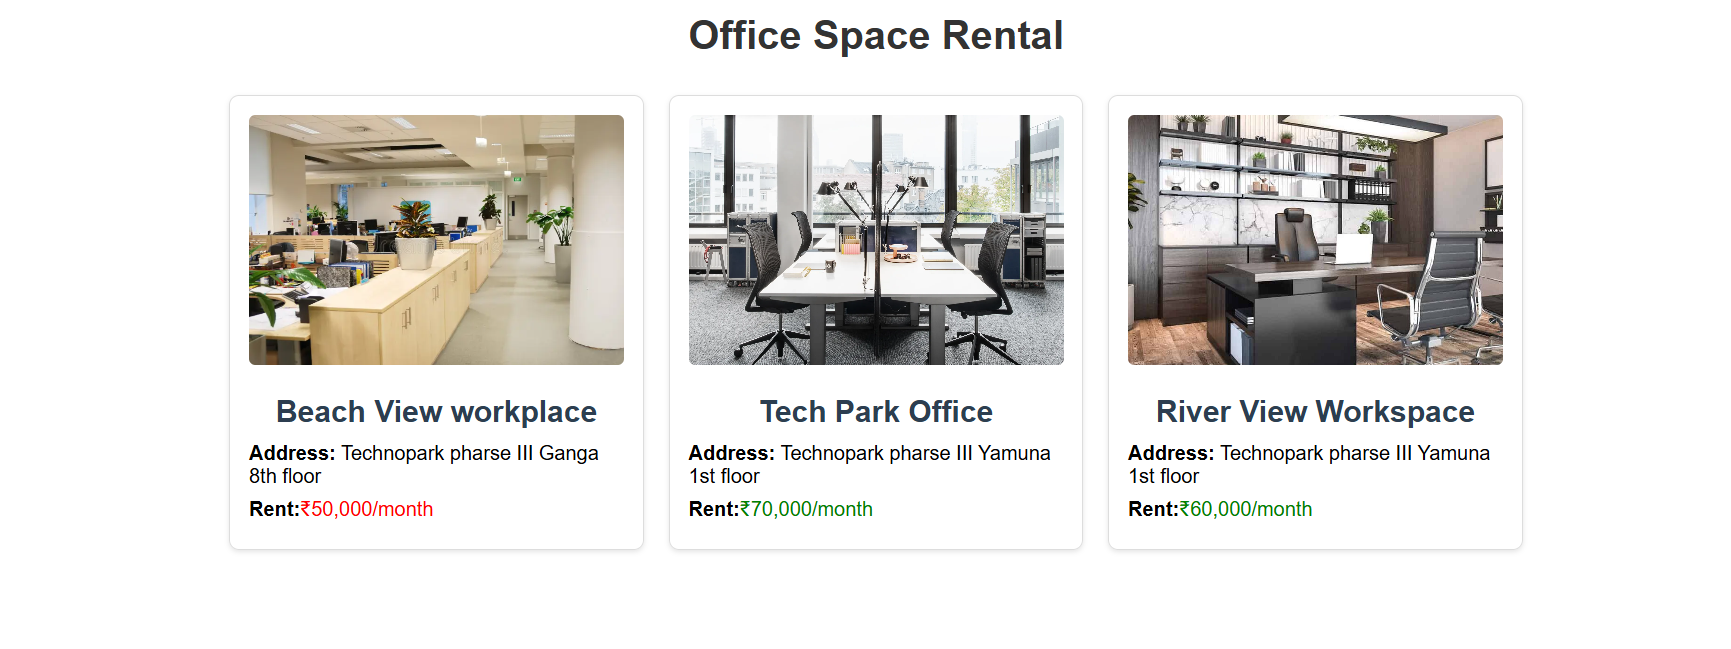 Office Space Rental
Beach View workplace
Address: Technopark pharse III Ganga
8th floor
Rent:₹50,000/month
Tech Park Office
Address: Technopark pharse III Yamuna
1st floor
Rent:₹70,000/month
River View Workspace
Address: Technopark pharse III Yamuna
1st floor
Rent:₹60,000/month